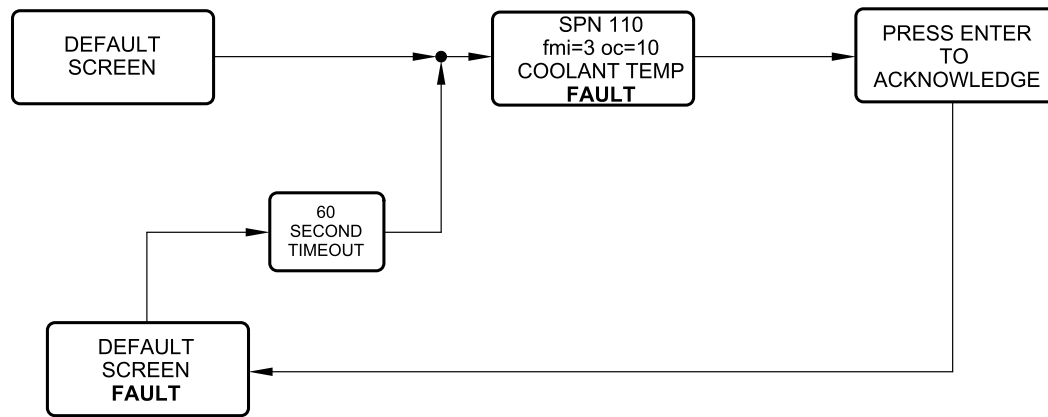 DEFAULT
SCREEN
SPN 110
fmi=3 oc=10
COOLANT TEMP
FAULT
PRESS ENTER
TO
ACKNOWLEDGE
60
SECOND
TIMEOUT
DEFAULT
SCREEN
FAULT